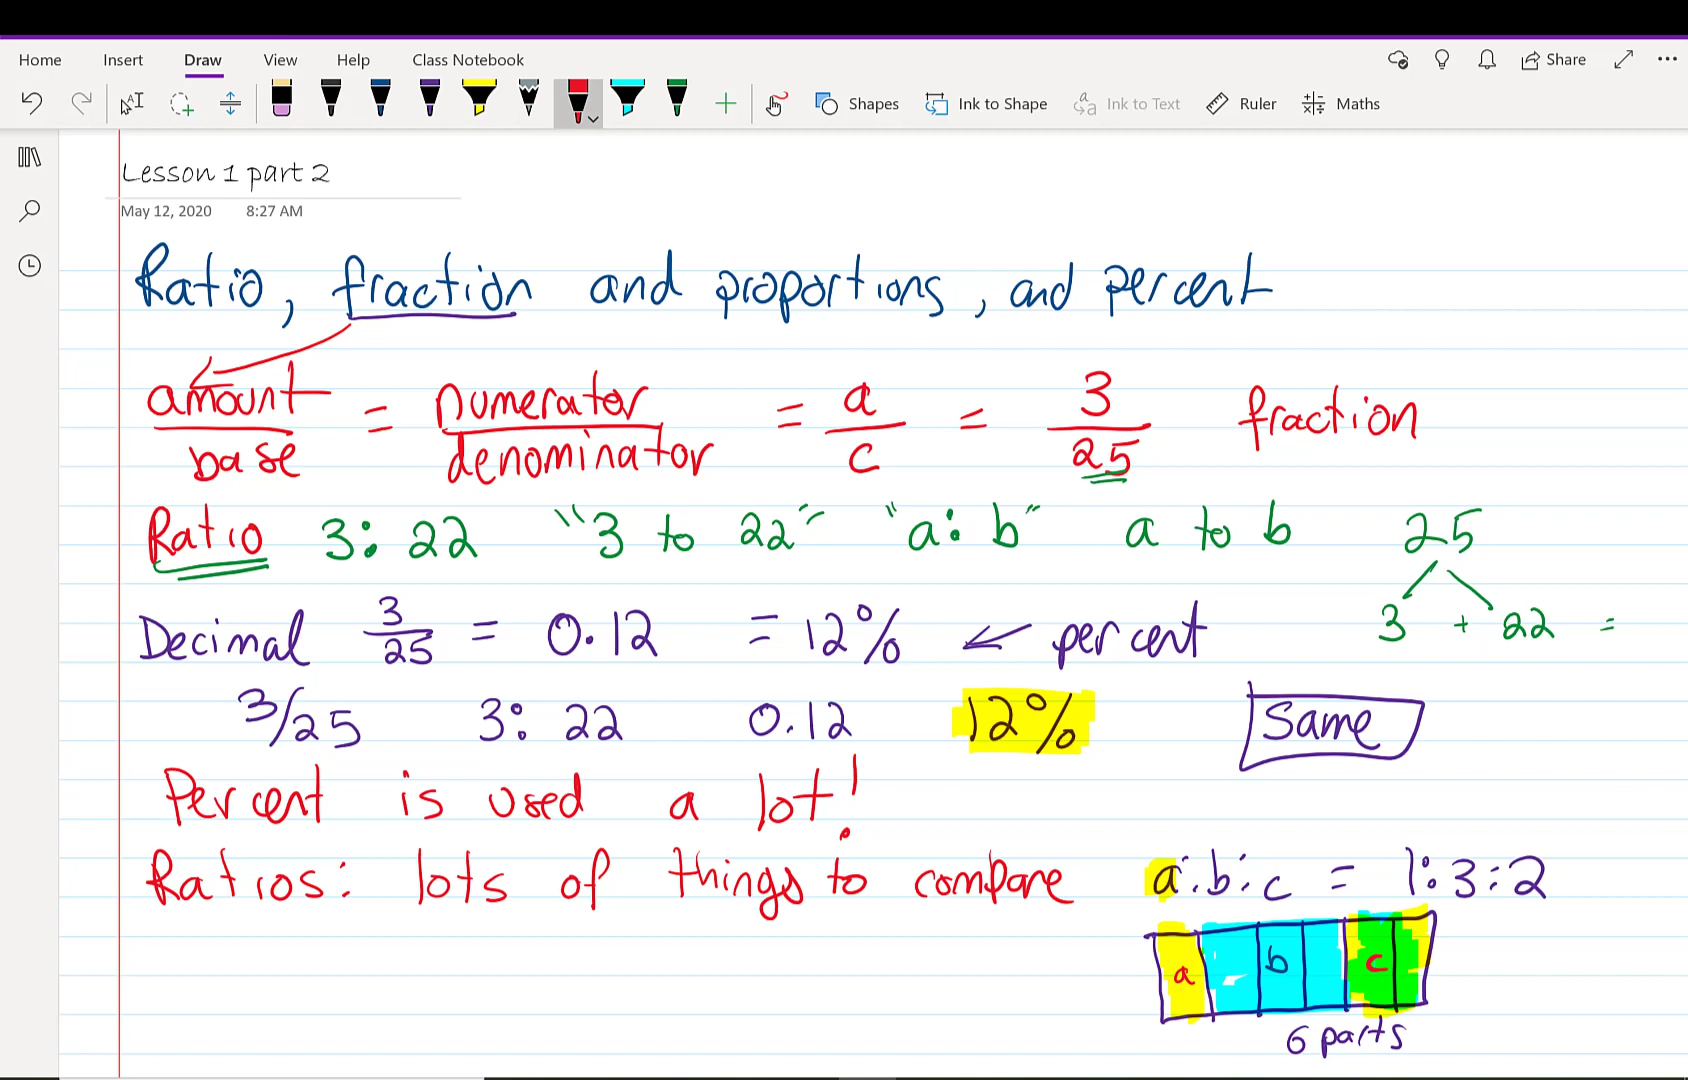 Home Insert Draw View Help Class Notebook Share
Shapes Ink to Shape Ink to Text Ruler Maths
Lesson 1 part 2
May 12, 2020 8:27 AM
Ratio, fraction and proportions, and percent
amount/base = numerator/denominator = a/c = 3/25 fraction
Ratio 3:22 "3 to 22" "a:b" a to b 25
3 + 22 =
Decimal 3/25 = 0.12 = 12% ← percent
3/25 3:22 0.12 12% Same
Percent is used a lot!
Ratios: lots of things to compare a:b:c = 1:3:2
a b c
6 parts